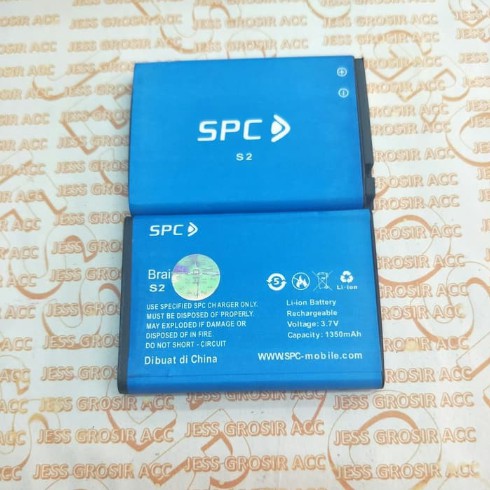 SPC
S2
SPC
S2
USE SPECIFIED SPC CHARGER ONLY.
MUST BE DISPOSED OF PROPERLY.
MAY EXPLODED IF DAMAGED OR
DISPOSED OF IN FIRE
DO NOT SHORT - CIRCUIT
Dibuat di China
5
Li-ion
Li-ion Battery
Rechargeable
Voltage: 3.7V
Capacity: 1350mAh
WWW.SPC-mobile.com
JESS GROSIR ACC